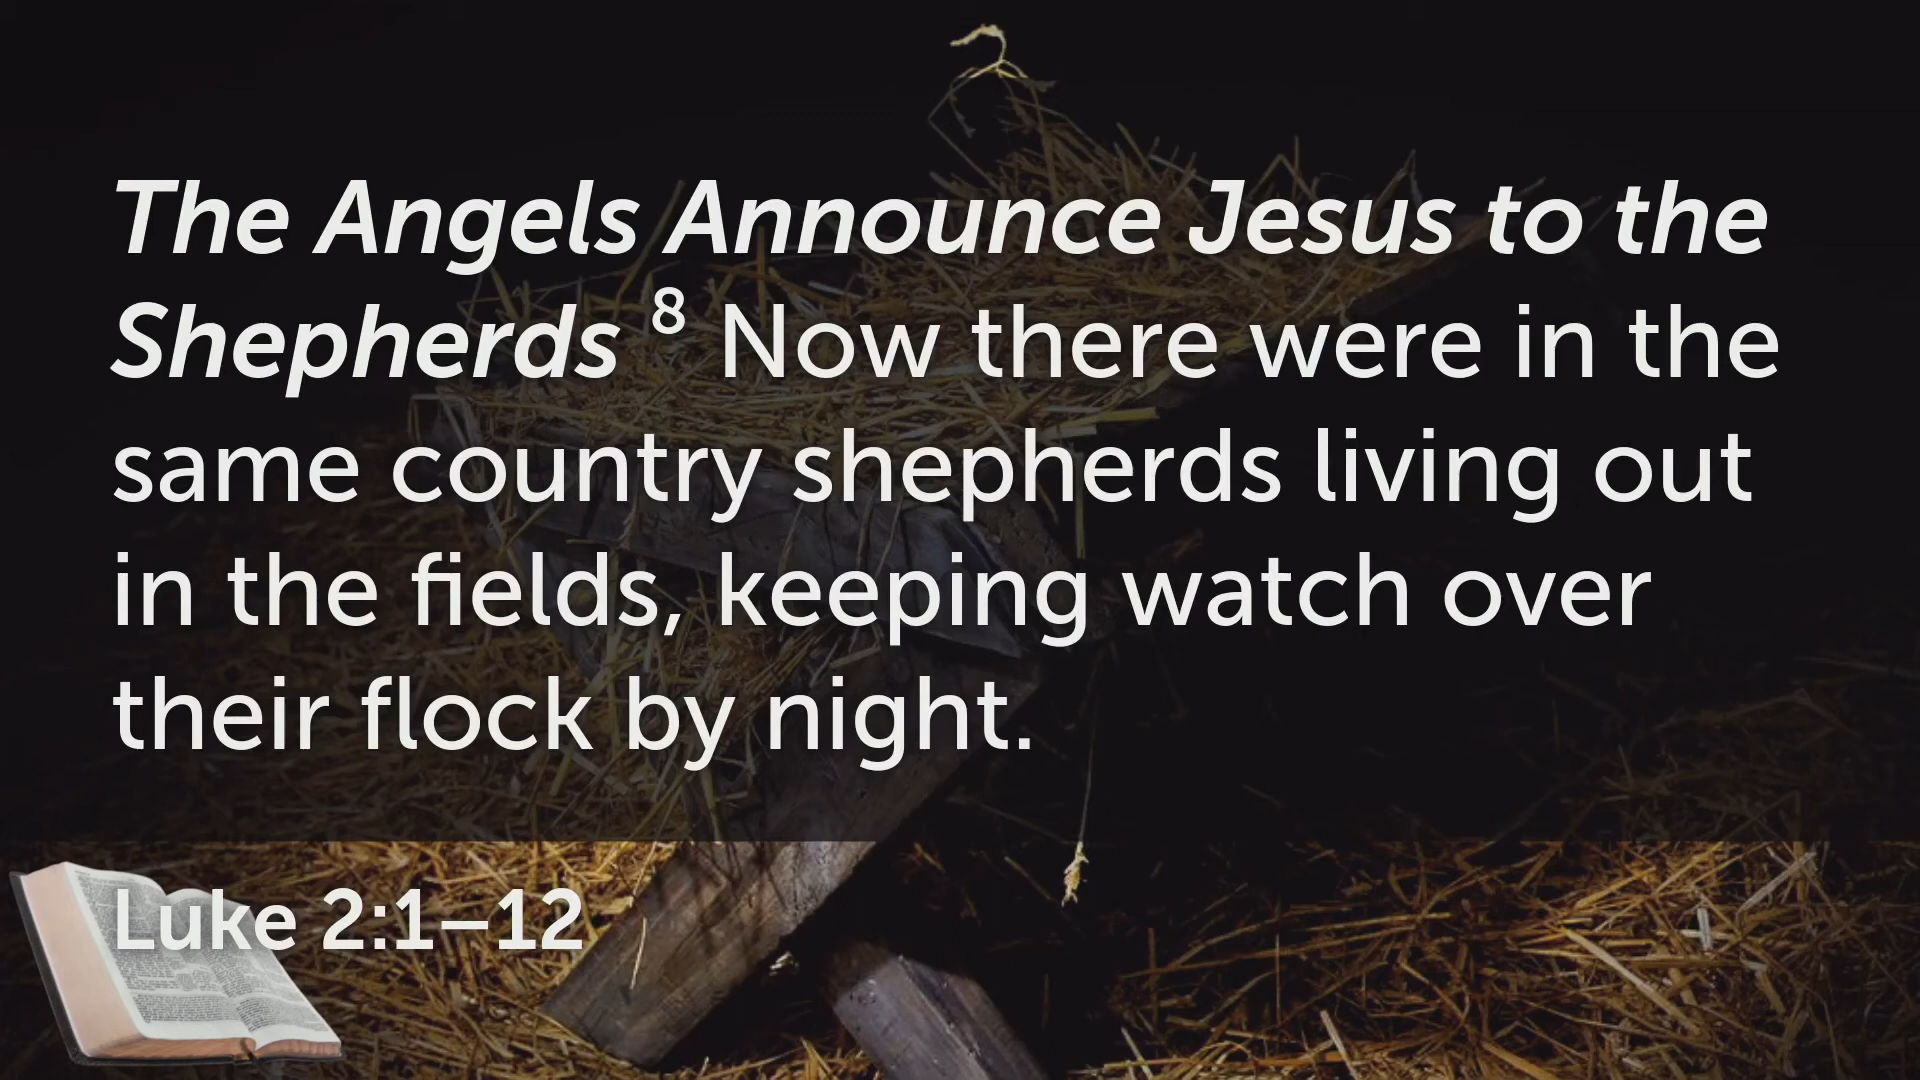 The Angels Announce Jesus to the
Shepherds 8 Now there were in the
same country shepherds living out
in the fields, keeping watch over
their flock by night.
Luke 2:1–12